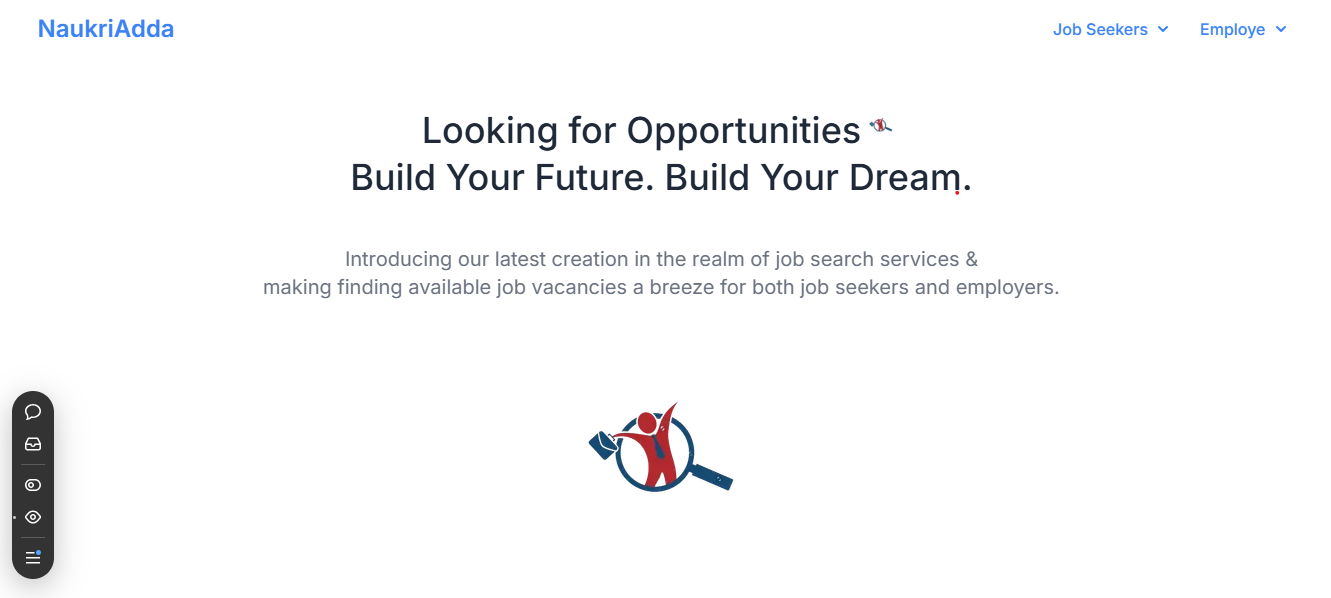 NaukriAdda
Job Seekers
Employe
Looking for Opportunities
Build Your Future. Build Your Dream.
Introducing our latest creation in the realm of job search services &
making finding available job vacancies a breeze for both job seekers and employers.